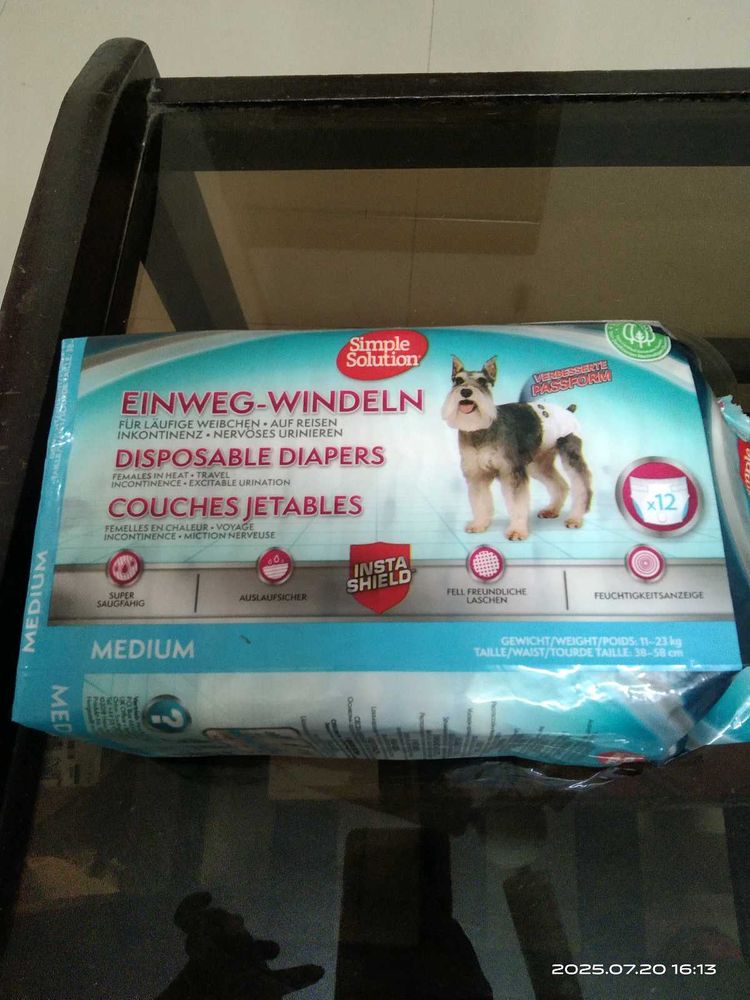 Simple
Solution
VERBESSERTE
PASSFORM
EINWEG-WINDELN
FÜR LÄUFIGE WEIBCHEN • AUF REISEN
INKONTINENZ • NERVÖSES URINIEREN
DISPOSABLE DIAPERS
FEMALES IN HEAT • TRAVEL
INCONTINENCE • EXCITABLE URINATION
COUCHES JETABLES
FEMELLES EN CHALEUR • VOYAGE
INCONTINENCE • MICTION NERVEUSE
x12
SUPER
SAUGFÄHIG
AUSLAUFSICHER
INSTA
SHIELD
FELL FREUNDLICHE
LASCHEN
FEUCHTIGKEITSANZEIGE
MEDIUM
MEDIUM
GEWICHT/WEIGHT/POIDS: 11-23 kg
TAILLE/WAIST/TOURDE TAILLE: 38-58 cm
MED
?
2025.07.20 16:13